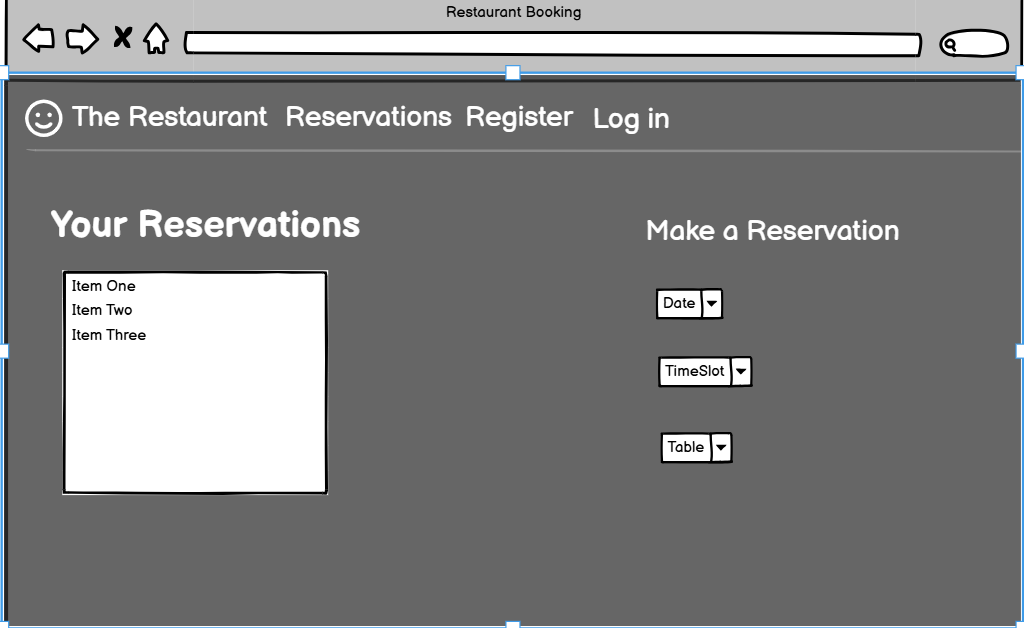 Restaurant Booking
The Restaurant Reservations Register Log in
Your Reservations
Item One
Item Two
Item Three
Make a Reservation
Date
TimeSlot
Table